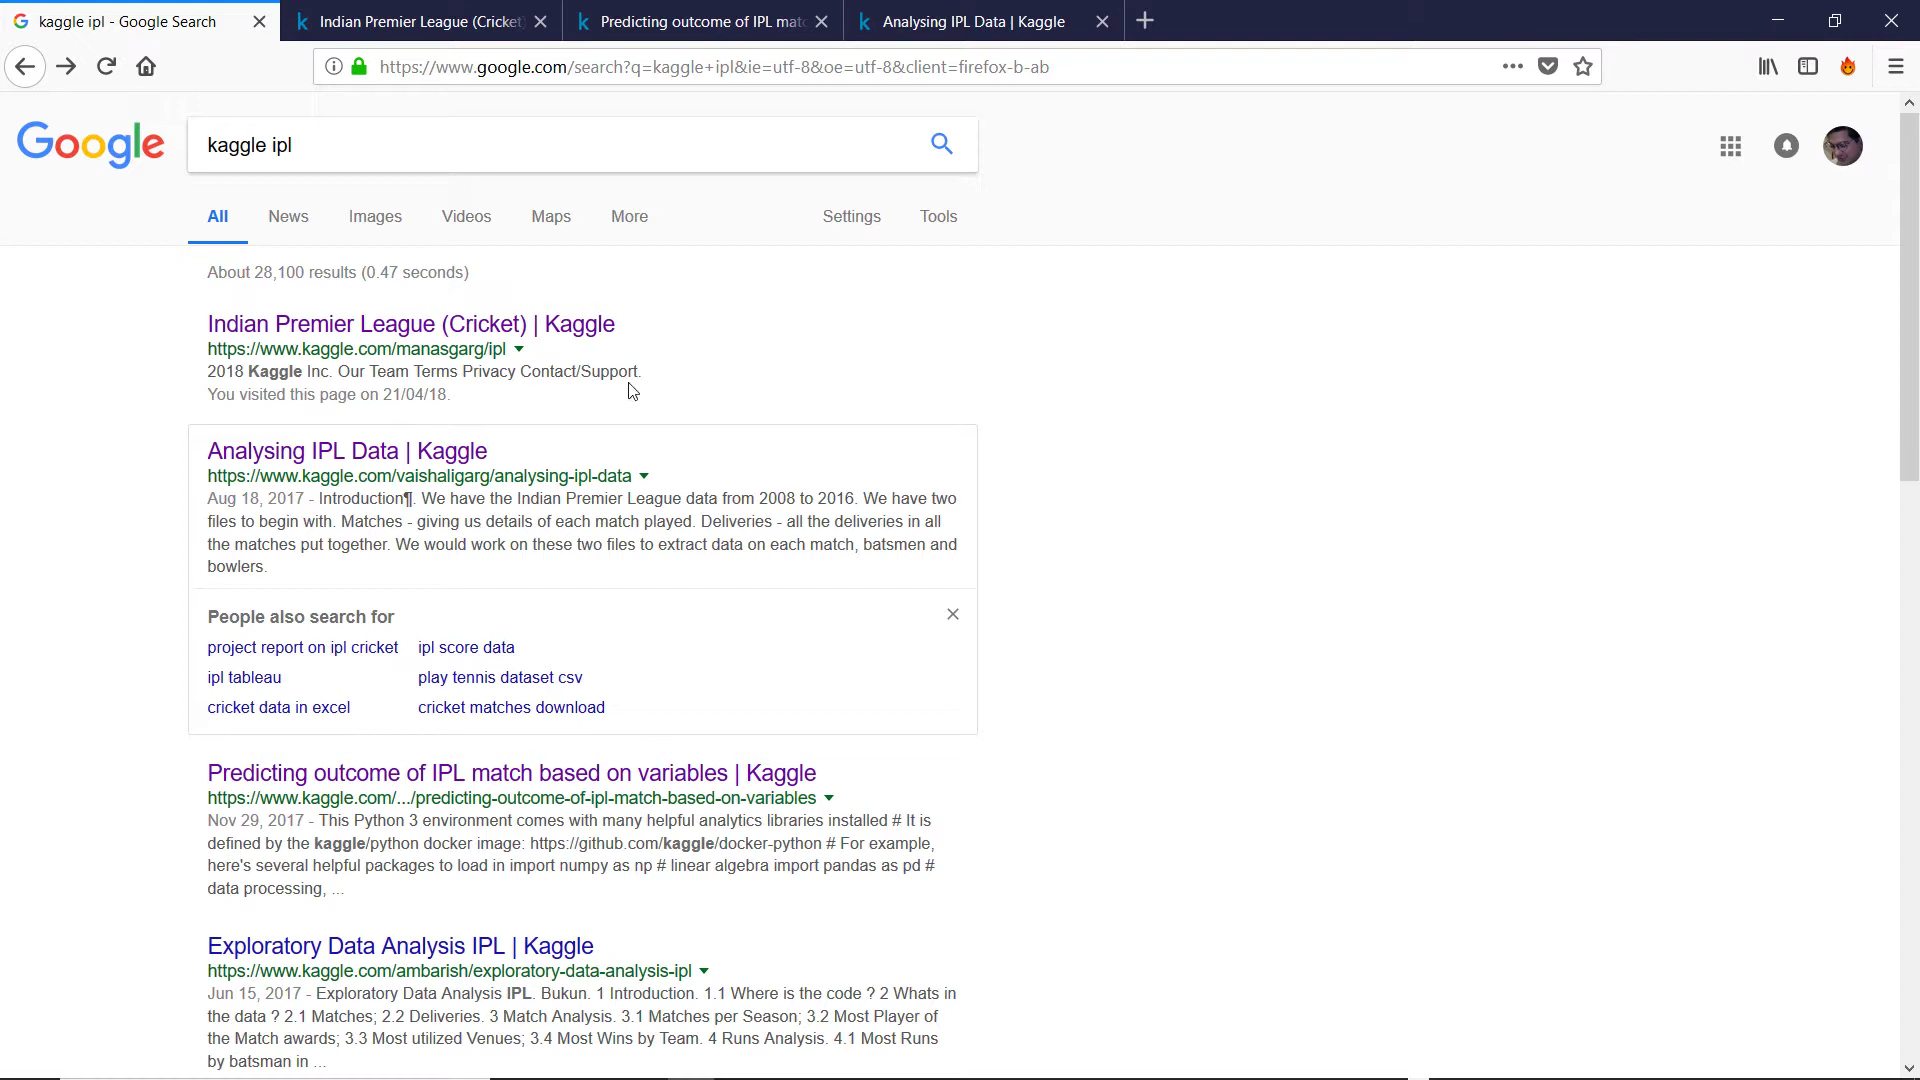 kaggle ipl - Google Search
Indian Premier League (Cricket
Predicting outcome of IPL mat
Analysing IPL Data | Kaggle
https://www.google.com/search?q=kaggle+ipl&ie=utf-8&oe=utf-8&client=firefox-b-ab
Google
kaggle ipl
All News Images Videos Maps More Settings Tools
About 28,100 results (0.47 seconds)
Indian Premier League (Cricket) | Kaggle
https://www.kaggle.com/manasgarg/ipl
2018 Kaggle Inc. Our Team Terms Privacy Contact/Support.
You visited this page on 21/04/18.
Analysing IPL Data | Kaggle
https://www.kaggle.com/vaishaligarg/analysing-ipl-data
Aug 18, 2017 - Introduction¶. We have the Indian Premier League data from 2008 to 2016. We have two
files to begin with. Matches - giving us details of each match played. Deliveries - all the deliveries in all
the matches put together. We would work on these two files to extract data on each match, batsmen and
bowlers.
People also search for
project report on ipl cricket ipl score data
ipl tableau play tennis dataset csv
cricket data in excel cricket matches download
Predicting outcome of IPL match based on variables | Kaggle
https://www.kaggle.com/.../predicting-outcome-of-ipl-match-based-on-variables
Nov 29, 2017 - This Python 3 environment comes with many helpful analytics libraries installed # It is
defined by the kaggle/python docker image: https://github.com/kaggle/docker-python # For example,
here's several helpful packages to load in import numpy as np # linear algebra import pandas as pd #
data processing, ...
Exploratory Data Analysis IPL | Kaggle
https://www.kaggle.com/ambarish/exploratory-data-analysis-ipl
Jun 15, 2017 - Exploratory Data Analysis IPL. Bukun. 1 Introduction. 1.1 Where is the code ? 2 Whats in
the data ? 2.1 Matches; 2.2 Deliveries. 3 Match Analysis. 3.1 Matches per Season; 3.2 Most Player of
the Match awards; 3.3 Most utilized Venues; 3.4 Most Wins by Team. 4 Runs Analysis. 4.1 Most Runs
by batsman in ...